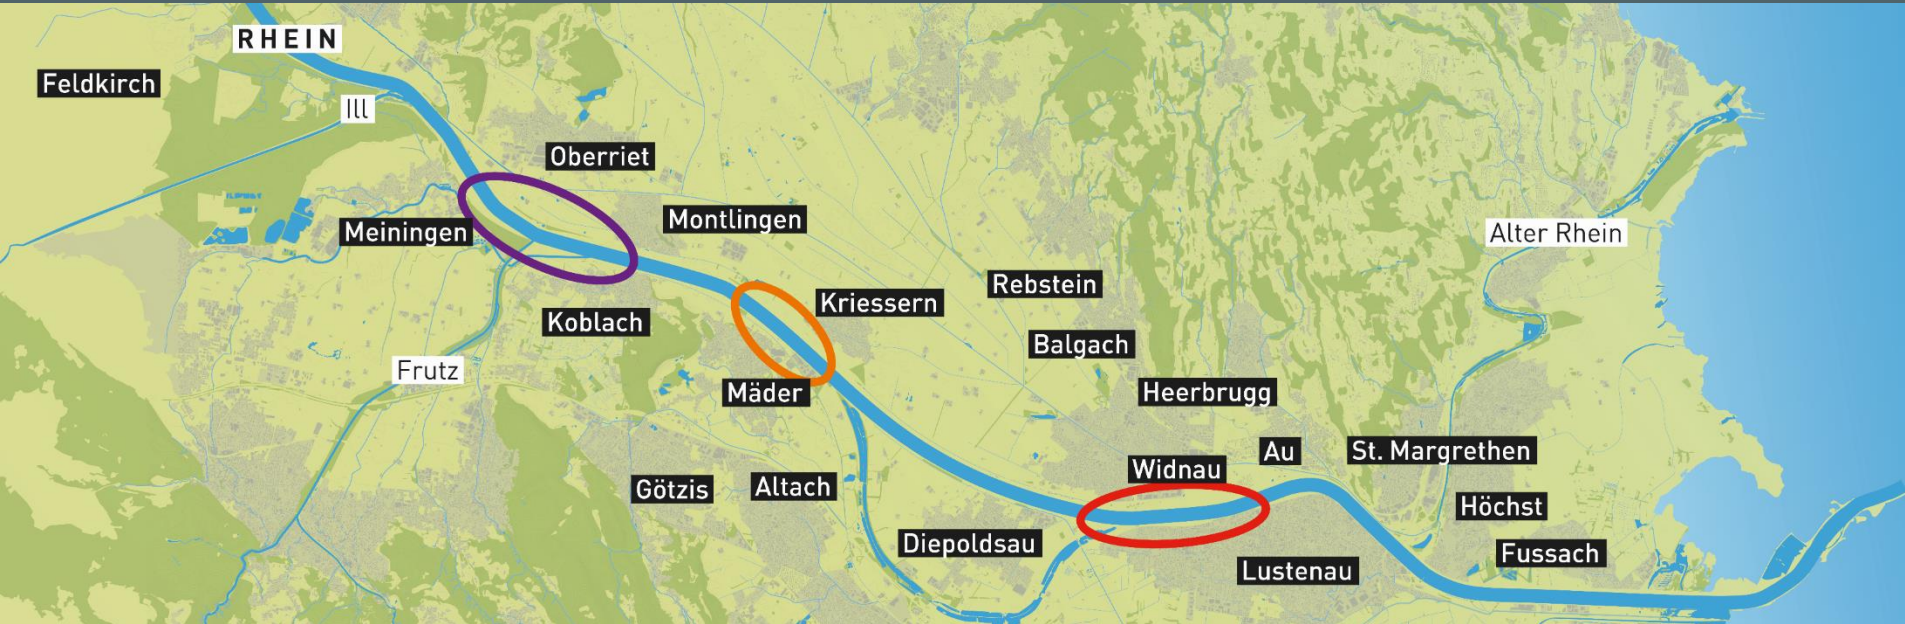 RHEIN
Feldkirch
Ill
Oberriet
Montlingen
Meiningen
Alter Rhein
Rebstein
Kriessern
Koblach
Balgach
Frutz
Mäder
Heerbrugg
Au
St. Margrethen
Widnau
Götzis
Altach
Höchst
Diepoldsau
Fussach
Lustenau